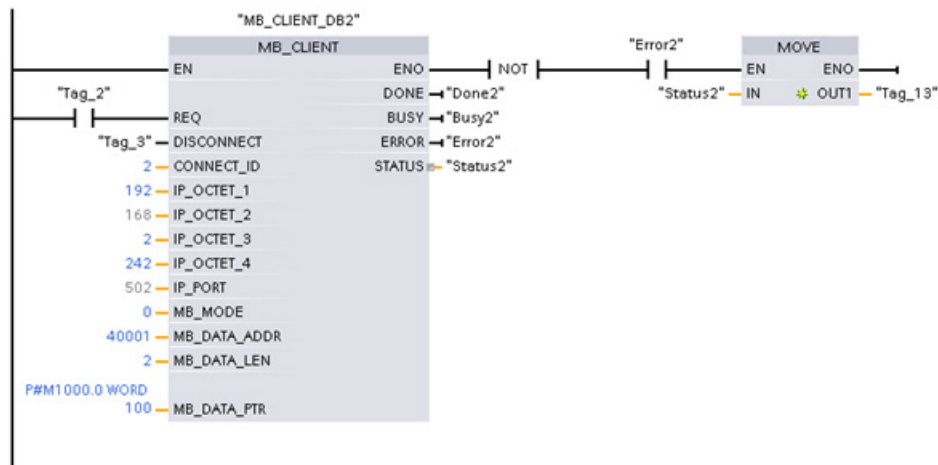 "MB_CLIENT_DB2"
MB_CLIENT
EN ENO
NOT
"Error2"
MOVE
EN ENO
"Status2" IN OUT1 "Tag_13"
DONE "Done2"
"Tag_2"
REQ BUSY "Busy2"
"Tag_3" DISCONNECT ERROR "Error2"
2 CONNECT_ID STATUS "Status2"
192 IP_OCTET_1
168 IP_OCTET_2
2 IP_OCTET_3
242 IP_OCTET_4
502 IP_PORT
0 MB_MODE
40001 MB_DATA_ADDR
2 MB_DATA_LEN
P#M1000.0 WORD
100 MB_DATA_PTR